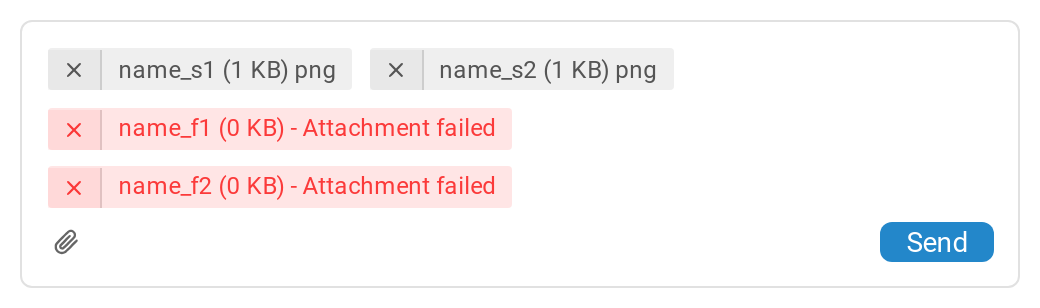 name_s1 (1 KB) png name_s2 (1 KB) png
name_f1 (0 KB) - Attachment failed
name_f2 (0 KB) - Attachment failed
Send